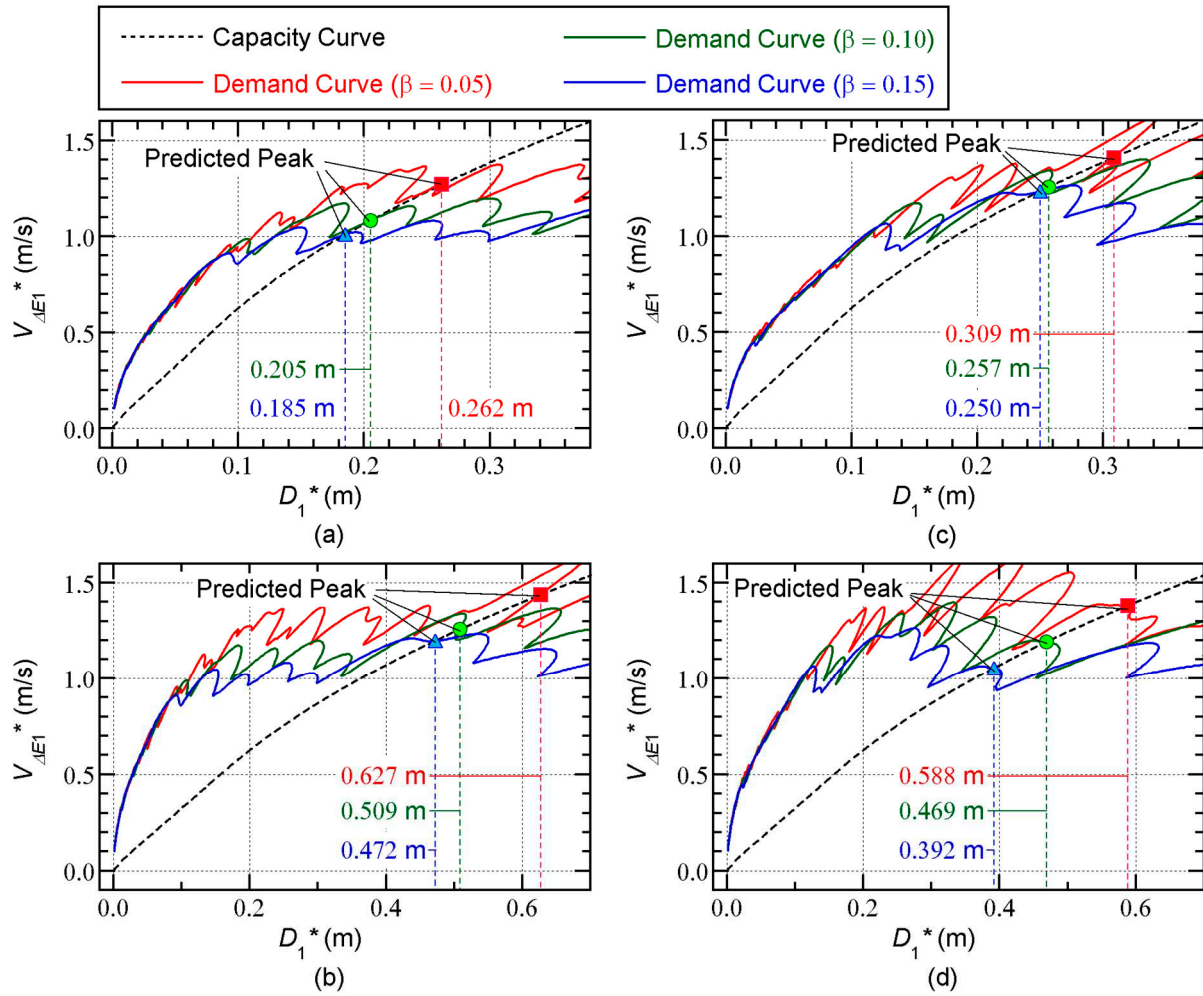 Capacity Curve
Demand Curve (β = 0.10)
Demand Curve (β = 0.05)
Demand Curve (β = 0.15)
1.5
1.0
0.5
0.0
V_ΔE1* (m/s)
Predicted Peak
0.205 m
0.185 m
0.262 m
0.0 0.1 0.2 0.3
D_1* (m)
(a)
1.5
1.0
0.5
0.0
V_ΔE1* (m/s)
Predicted Peak
0.309 m
0.257 m
0.250 m
0.0 0.1 0.2 0.3
D_1* (m)
(c)
1.5
1.0
0.5
0.0
V_ΔE1* (m/s)
Predicted Peak
0.627 m
0.509 m
0.472 m
0.0 0.2 0.4 0.6
D_1* (m)
(b)
1.5
1.0
0.5
0.0
V_ΔE1* (m/s)
Predicted Peak
0.588 m
0.469 m
0.392 m
0.0 0.2 0.4 0.6
D_1* (m)
(d)